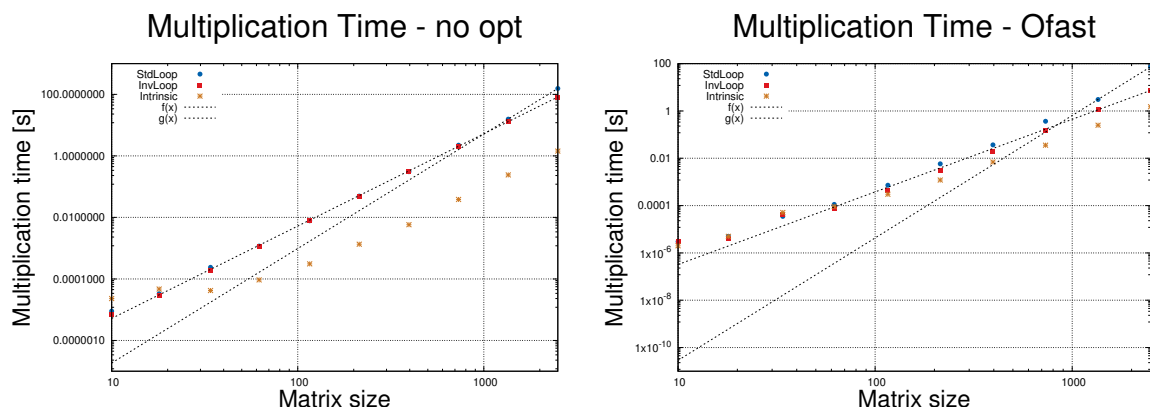 Multiplication Time - no opt
StdLoop
InvLoop
Intrinsic
f(x)
g(x)
100.0000000
1.0000000
0.0100000
0.0001000
0.0000010
Multiplication time [s]
10
100
1000
Matrix size
Multiplication Time - Ofast
StdLoop
InvLoop
Intrinsic
f(x)
g(x)
100
1
0.01
0.0001
1x10-6
1x10-8
1x10-10
Multiplication time [s]
10
100
1000
Matrix size